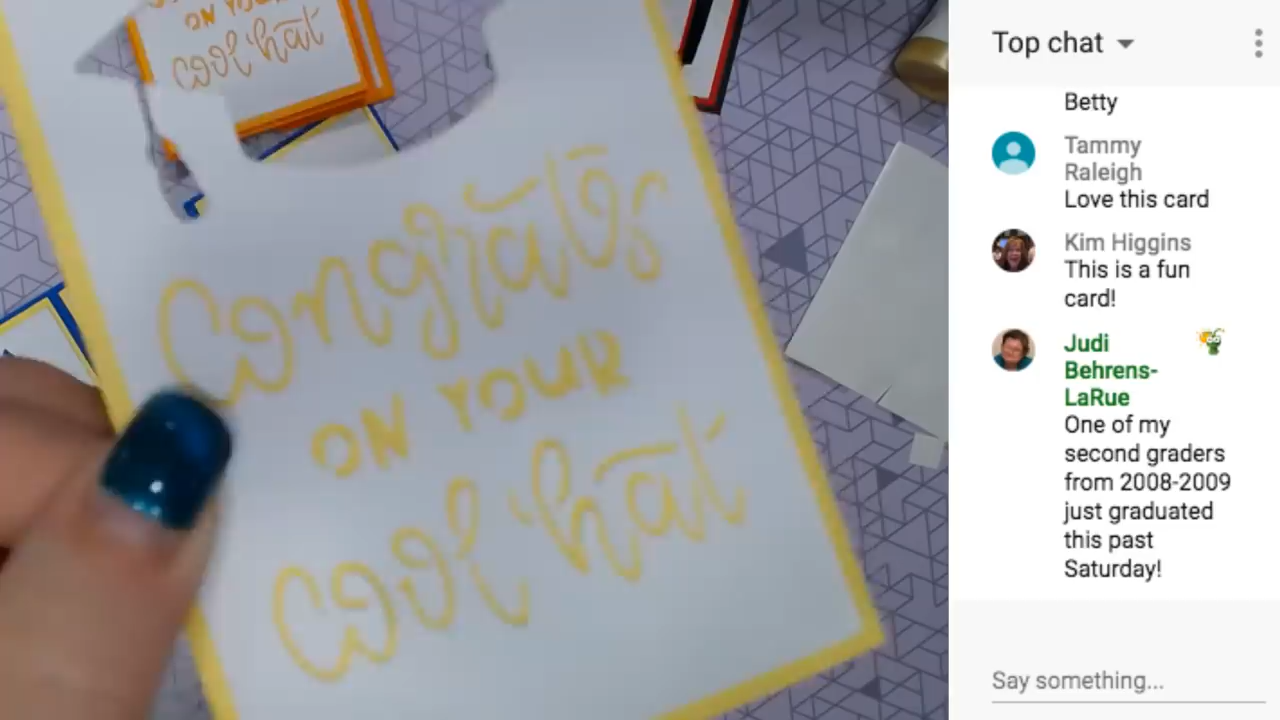 ON YOUR
cool hat
Congrats
ON YOUR
cool hat
Top chat
Betty
Tammy
Raleigh
Love this card
Kim Higgins
This is a fun
card!
Judi
Behrens-
LaRue
One of my
second graders
from 2008-2009
just graduated
this past
Saturday!
Say something...